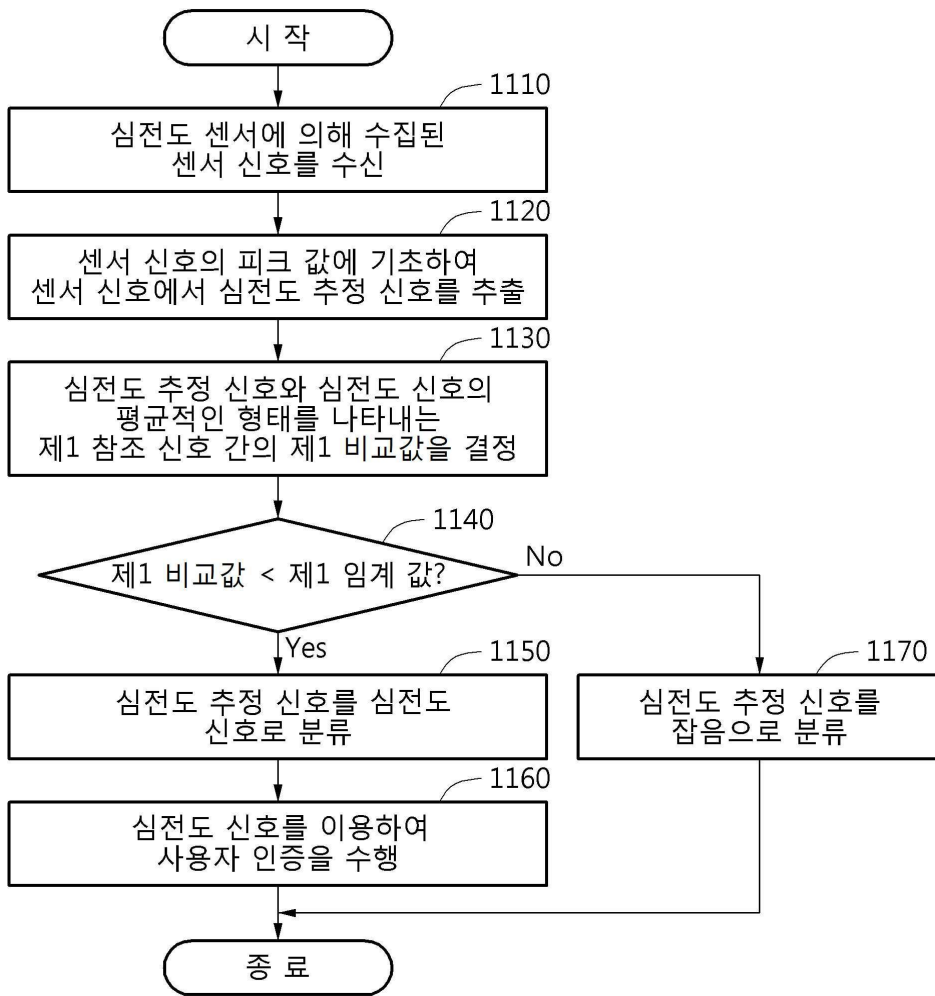 시 작
1110
심전도 센서에 의해 수집된
센서 신호를 수신
1120
센서 신호의 피크 값에 기초하여
센서 신호에서 심전도 추정 신호를 추출
1130
심전도 추정 신호와 심전도 신호의
평균적인 형태를 나타내는
제1 참조 신호 간의 제1 비교값을 결정
1140
제1 비교값 < 제1 임계 값?
No
Yes
1150
심전도 추정 신호를 심전도
신호로 분류
1170
심전도 추정 신호를
잡음으로 분류
1160
심전도 신호를 이용하여
사용자 인증을 수행
종 료